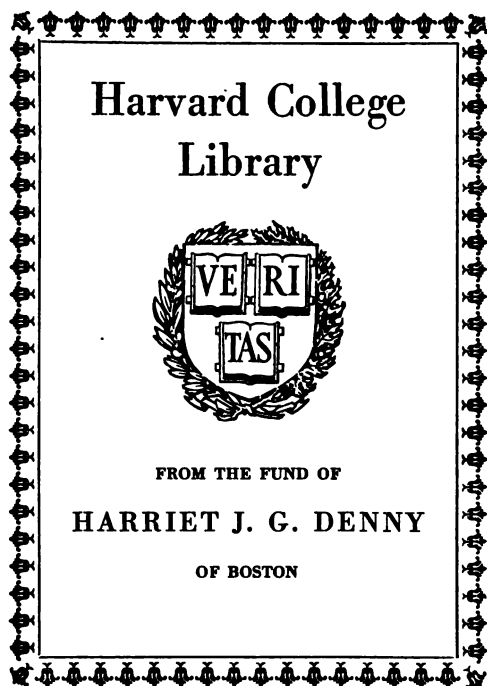 Harvard College
Library
VE RI
TAS
FROM THE FUND OF
HARRIET J. G. DENNY
OF BOSTON